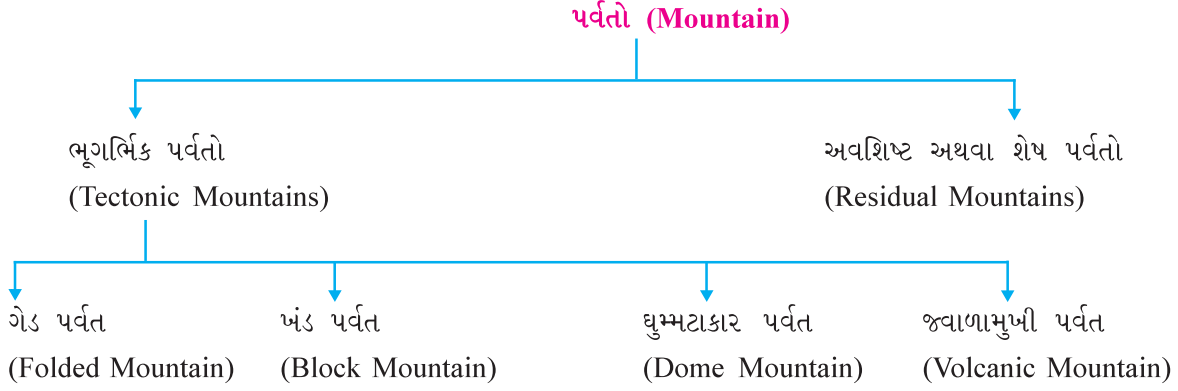 પર્વતો (Mountain)
ભૂગર્ભિક પર્વતો
(Tectonic Mountains)
અવશિષ્ટ અથવા શેષ પર્વતો
(Residual Mountains)
ગેડ પર્વત
(Folded Mountain)
ખંડ પર્વત
(Block Mountain)
ઘુમ્મટાકાર પર્વત
(Dome Mountain)
જ્વાળામુખી પર્વત
(Volcanic Mountain)